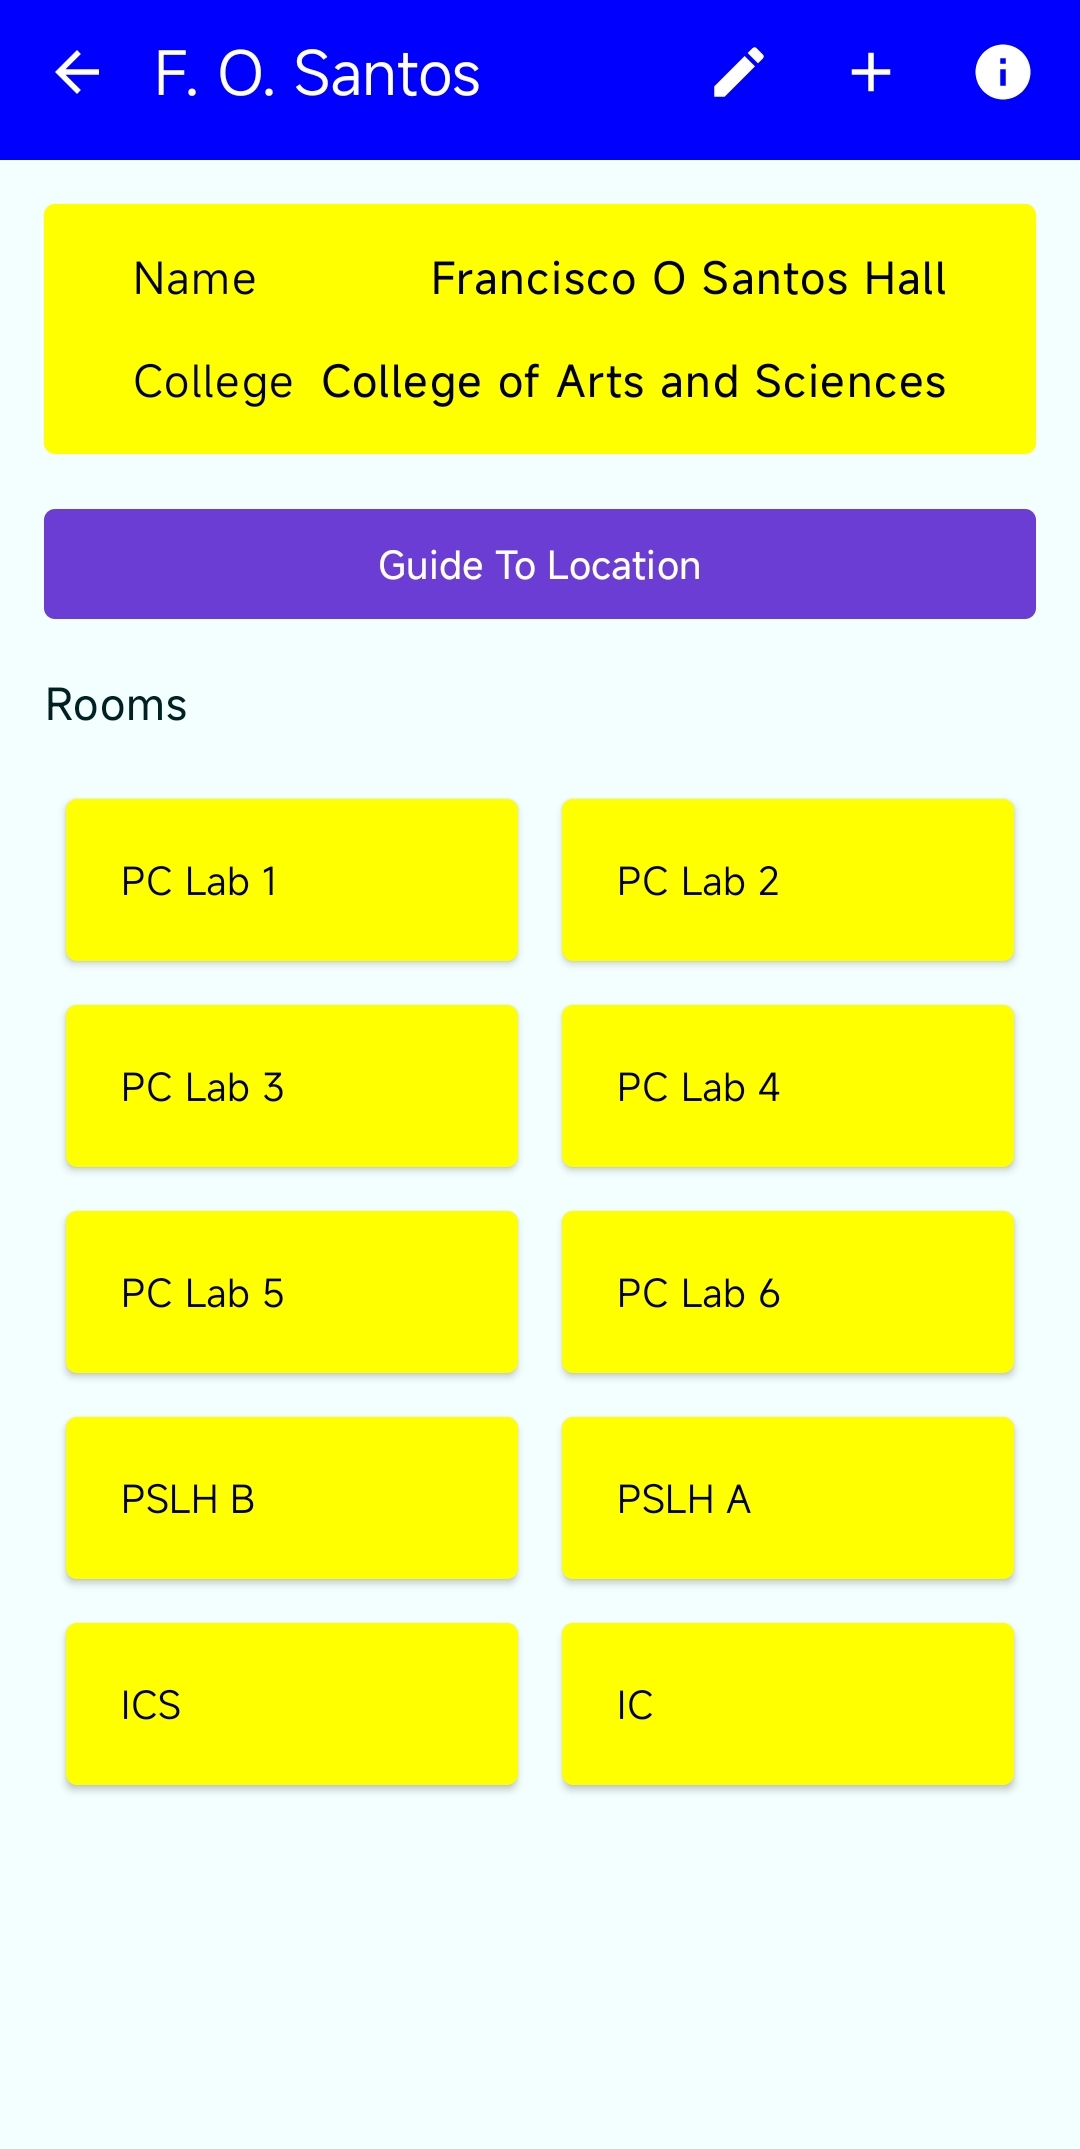 F. O. Santos
Name Francisco O Santos Hall
College College of Arts and Sciences
Guide To Location
Rooms
PC Lab 1
PC Lab 2
PC Lab 3
PC Lab 4
PC Lab 5
PC Lab 6
PSLH B
PSLH A
ICS
IC